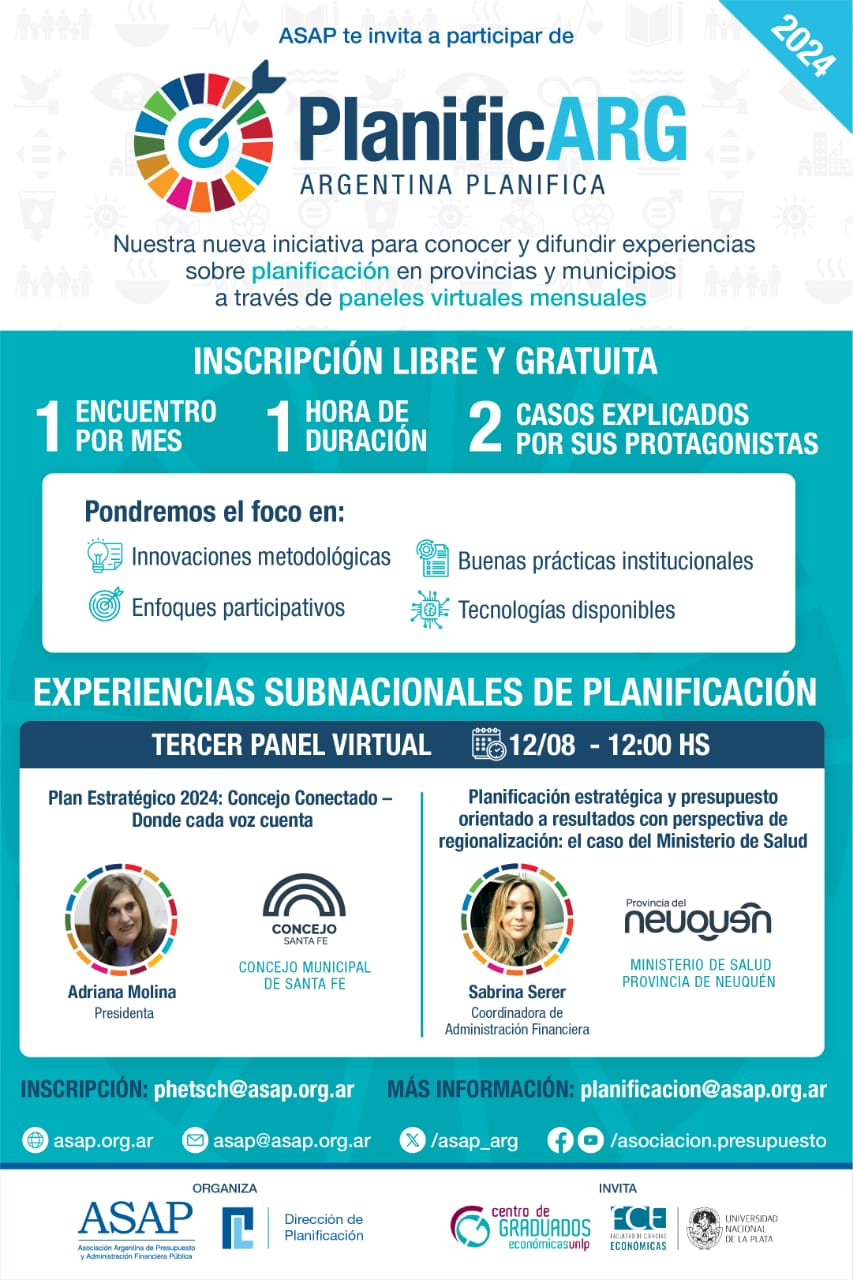 ASAP te invita a participar de
2024
PlanificARG
ARGENTINA PLANIFICA
Nuestra nueva iniciativa para conocer y difundir experiencias
sobre planificación en provincias y municipios
a través de paneles virtuales mensuales
INSCRIPCIÓN LIBRE Y GRATUITA
1 ENCUENTRO
POR MES
1 HORA DE
DURACIÓN
2 CASOS EXPLICADOS
POR SUS PROTAGONISTAS
Pondremos el foco en:
Innovaciones metodológicas
Buenas prácticas institucionales
Enfoques participativos
Tecnologías disponibles
EXPERIENCIAS SUBNACIONALES DE PLANIFICACIÓN
TERCER PANEL VIRTUAL 12/08 - 12:00 HS
Plan Estratégico 2024: Concejo Conectado –
Donde cada voz cuenta
CONCEJO
SANTA FE
CONCEJO MUNICIPAL
DE SANTA FE
Adriana Molina
Presidenta
Planificación estratégica y presupuesto
orientado a resultados con perspectiva de
regionalización: el caso del Ministerio de Salud
Provincia del
neuquén
MINISTERIO DE SALUD
PROVINCIA DE NEUQUÉN
Sabrina Serer
Coordinadora de
Administración Financiera
INSCRIPCIÓN: phetsch@asap.org.ar MÁS INFORMACIÓN: planificacion@asap.org.ar
asap.org.ar asap@asap.org.ar /asap_arg /asociacion.presupuesto
ORGANIZA
ASAP
Asociación Argentina de Presupuesto
y Administración Financiera Pública
Dirección de
Planificación
INVITA
centro de
GRADUADOS
económicasunlp
FCE
FACULTAD DE CIENCIAS
ECONÓMICAS
UNIVERSIDAD
NACIONAL
DE LA PLATA